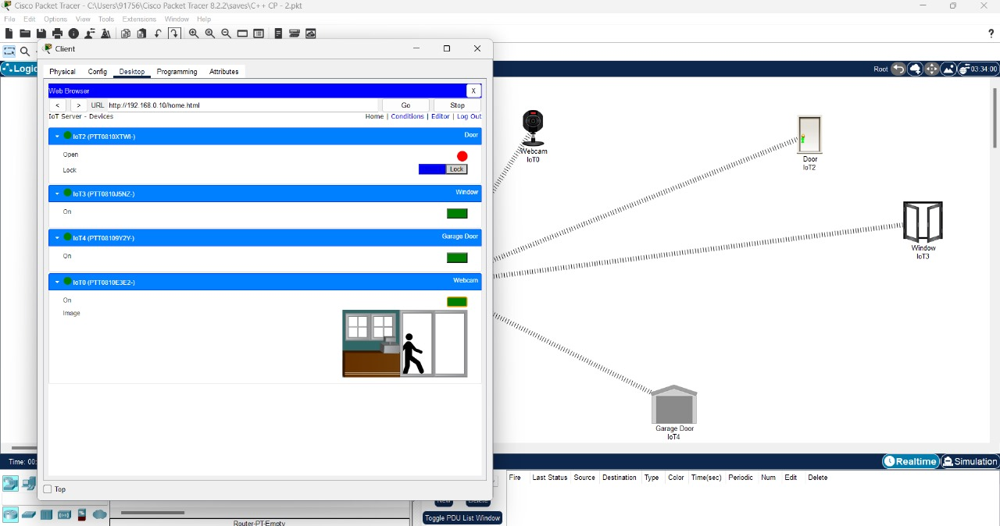 Cisco Packet Tracer - C:\Users\91756\Cisco Packet Tracer 8.2.2\saves\C++ CP - 2.pkt
File Edit Options View Tools Extensions Window Help
?
Client
Physical Config Desktop Programming Attributes
Logic
Root 03:34:00
Web Browser X
< > URL http://192.168.0.10/home.html Go Stop
IoT Server - Devices Home | Conditions | Editor | Log Out
IoT2 (PTT0810XTWI-) Door
Open
Lock Lock
IoT3 (PTT0810J5NZ-) Window
On
IoT4 (PTT08109Y2Y-) Garage Door
On
IoT0 (PTT0810E3E2-) Webcam
On
Image
Webcam
IoT0
Door
IoT2
Window
IoT3
Garage Door
IoT4
Time: 00: Realtime Simulation
Top
Fire Last Status Source Destination Type Color Time(sec) Periodic Num Edit Delete
New Delete
Toggle PDU List Window
Router-PT-Empty